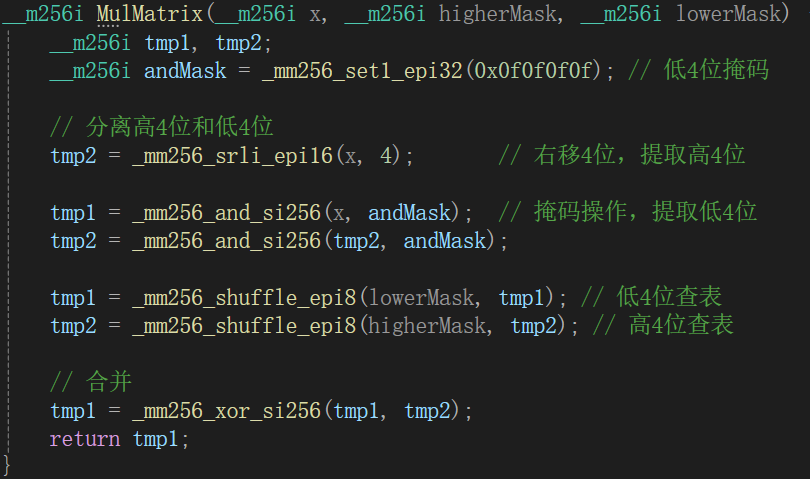 __m256i MulMatrix(__m256i x, __m256i higherMask, __m256i lowerMask)
__m256i tmp1, tmp2;
__m256i andMask = _mm256_set1_epi32(0x0f0f0f0f); // 低4位掩码
// 分离高4位和低4位
tmp2 = _mm256_srli_epi16(x, 4); // 右移4位，提取高4位
tmp1 = _mm256_and_si256(x, andMask); // 掩码操作，提取低4位
tmp2 = _mm256_and_si256(tmp2, andMask);
tmp1 = _mm256_shuffle_epi8(lowerMask, tmp1); // 低4位查表
tmp2 = _mm256_shuffle_epi8(higherMask, tmp2); // 高4位查表
// 合并
tmp1 = _mm256_xor_si256(tmp1, tmp2);
return tmp1;
}